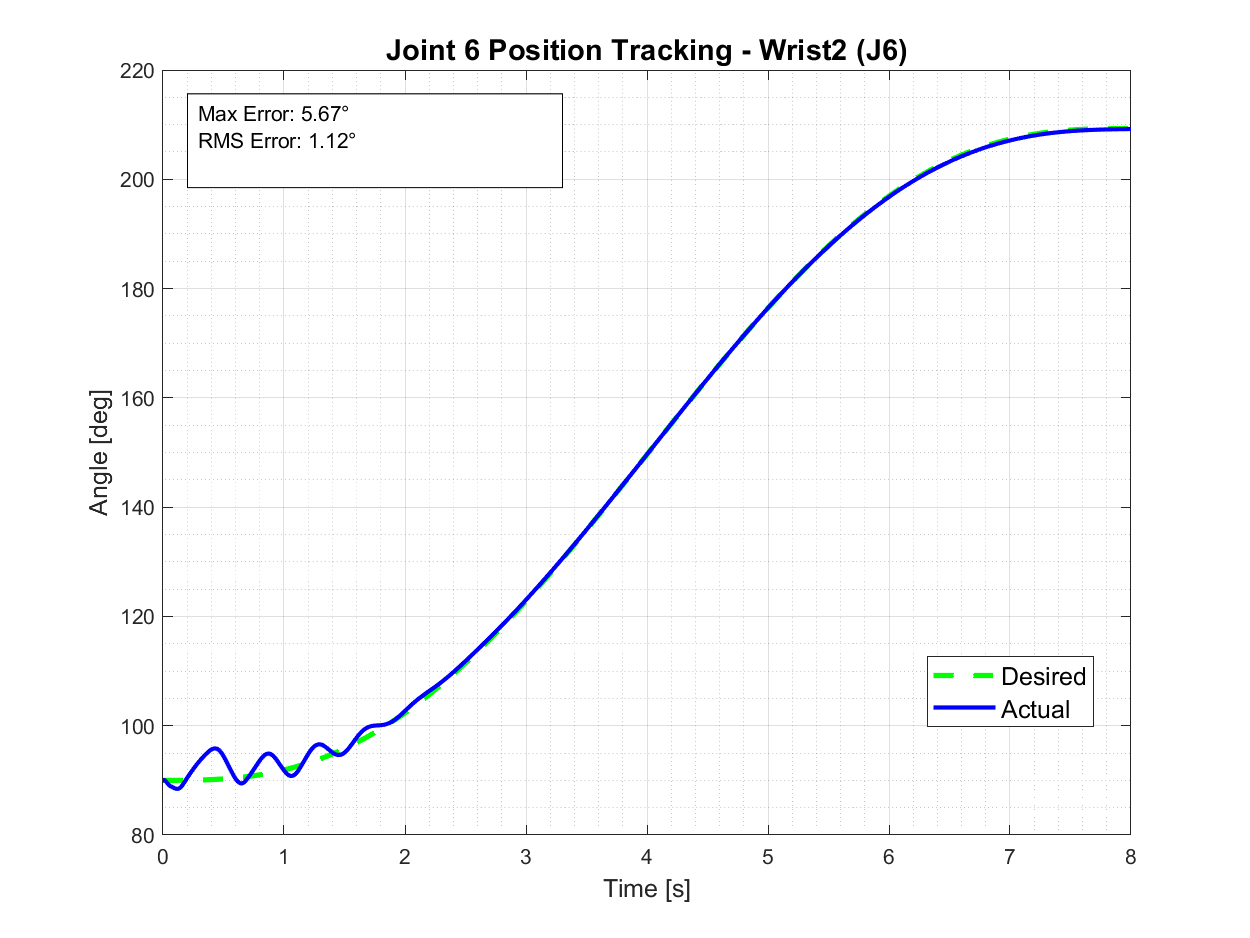 Joint 6 Position Tracking - Wrist2 (J6)
Max Error: 5.67°
RMS Error: 1.12°
220
200
180
160
140
120
100
80
Angle [deg]
Desired
Actual
0 1 2 3 4 5 6 7 8
Time [s]